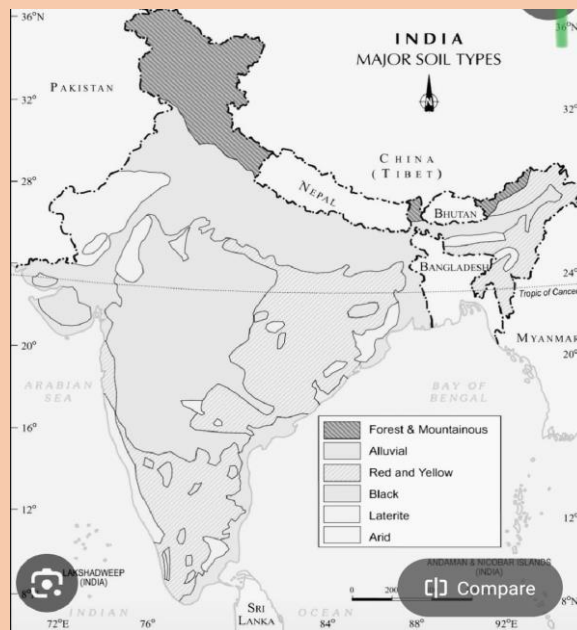 36°N
36°N
INDIA
MAJOR SOIL TYPES
N
PAKISTAN
32°
32°
CHINA
(TIBET)
28°
NEPAL
BHUTAN
BANGLADESH
24°
Tropic of Cancer
MYANMAR
20°
20°
ARABIAN
SEA
BAY OF
BENGAL
16°
Forest & Mountainous
Alluvial
Red and Yellow
Black
Laterite
Arid
12°
12°
LAKSHADWEEP
(INDIA)
ANDAMAN & NICOBAR ISLANDS
(INDIA)
Compare
8°
8°N
INDIAN
OCEAN
SRI
LANKA
0
200
72°E
76°
84°
88°E
92°E